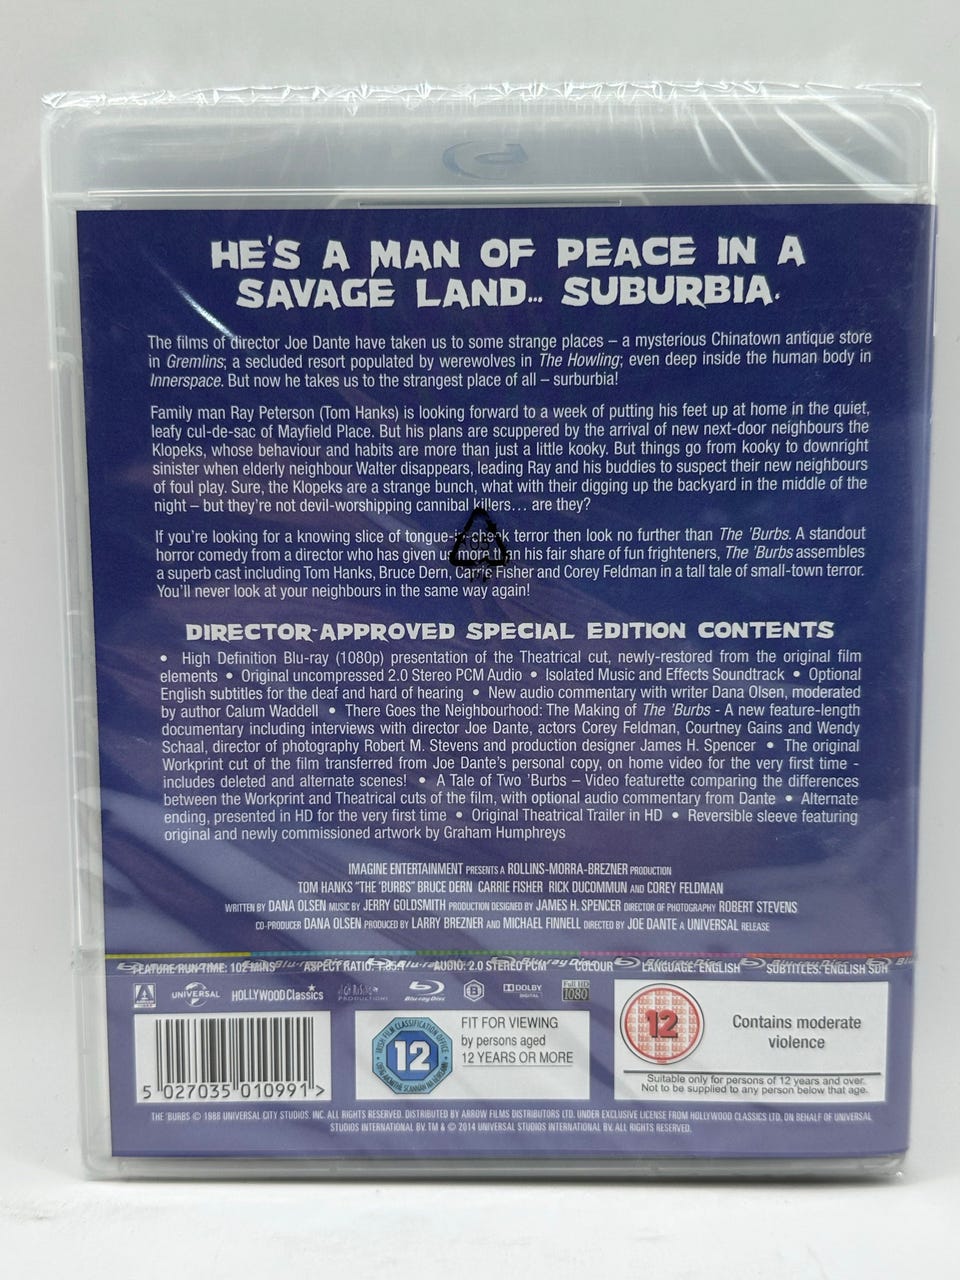 HE'S A MAN OF PEACE IN A
SAVAGE LAND... SUBURBIA.
The films of director Joe Dante have taken us to some strange places – a mysterious Chinatown antique store
in Gremlins; a secluded resort populated by werewolves in The Howling; even deep inside the human body in
Innerspace. But now he takes us to the strangest place of all – surburbia!
Family man Ray Peterson (Tom Hanks) is looking forward to a week of putting his feet up at home in the quiet,
leafy cul-de-sac of Mayfield Place. But his plans are scuppered by the arrival of new next-door neighbours the
Klopeks, whose behaviour and habits are more than just a little kooky. But things go from kooky to downright
sinister when elderly neighbour Walter disappears, leading Ray and his buddies to suspect their new neighbours
of foul play. Sure, the Klopeks are a strange bunch, what with their digging up the backyard in the middle of the
night – but they're not devil-worshipping cannibal killers... are they?
If you're looking for a knowing slice of tongue-in-cheek terror then look no further than The 'Burbs. A standout
horror comedy from a director who has given us more than his fair share of fun frighteners, The 'Burbs assembles
a superb cast including Tom Hanks, Bruce Dern, Carrie Fisher and Corey Feldman in a tall tale of small-town terror.
You'll never look at your neighbours in the same way again!
DIRECTOR-APPROVED SPECIAL EDITION CONTENTS
• High Definition Blu-ray (1080p) presentation of the Theatrical cut, newly-restored from the original film
elements • Original uncompressed 2.0 Stereo PCM Audio • Isolated Music and Effects Soundtrack • Optional
English subtitles for the deaf and hard of hearing • New audio commentary with writer Dana Olsen, moderated
by author Calum Waddell • There Goes the Neighbourhood: The Making of The 'Burbs - A new feature-length
documentary including interviews with director Joe Dante, actors Corey Feldman, Courtney Gains and Wendy
Schaal, director of photography Robert M. Stevens and production designer James H. Spencer • The original
Workprint cut of the film transferred from Joe Dante's personal copy, on home video for the very first time -
includes deleted and alternate scenes! • A Tale of Two 'Burbs – Video featurette comparing the differences
between the Workprint and Theatrical cuts of the film, with optional audio commentary from Dante • Alternate
ending, presented in HD for the very first time • Original Theatrical Trailer in HD • Reversible sleeve featuring
original and newly commissioned artwork by Graham Humphreys
IMAGINE ENTERTAINMENT PRESENTS A ROLLINS-MORRA-BREZNER PRODUCTION
TOM HANKS "THE 'BURBS" BRUCE DERN CARRIE FISHER RICK DUCOMMUN AND COREY FELDMAN
WRITTEN BY DANA OLSEN MUSIC BY JERRY GOLDSMITH PRODUCTION DESIGNED BY JAMES H. SPENCER DIRECTOR OF PHOTOGRAPHY ROBERT STEVENS
CO-PRODUCER DANA OLSEN PRODUCED BY LARRY BREZNER AND MICHAEL FINNELL DIRECTED BY JOE DANTE A UNIVERSAL RELEASE
FEATURE RUN TIME: 102 MINS ASPECT RATIO: AUDIO: 2.0 STEREO PCM COLOUR LANGUAGE: ENGLISH SUBTITLES: ENGLISH SDH
UNIVERSAL HOLLYWOOD Classics PRODUCTIONS Blu-ray Disc B DOLBY DIGITAL Full HD 1080
5 027035 010991 >
IRISH FILM CLASSIFICATION OFFICE
12
FIT FOR VIEWING
by persons aged
12 YEARS OR MORE
12
Contains moderate
violence
Suitable only for persons of 12 years and over.
Not to be supplied to any person below that age.
THE 'BURBS © 1988 UNIVERSAL CITY STUDIOS, INC. ALL RIGHTS RESERVED. DISTRIBUTED BY ARROW FILMS DISTRIBUTORS LTD. UNDER EXCLUSIVE LICENSE FROM HOLLYWOOD CLASSICS LTD. ON BEHALF OF UNIVERSAL
STUDIOS INTERNATIONAL BV. TM & © 2014 UNIVERSAL STUDIOS INTERNATIONAL BV. ALL RIGHTS RESERVED.